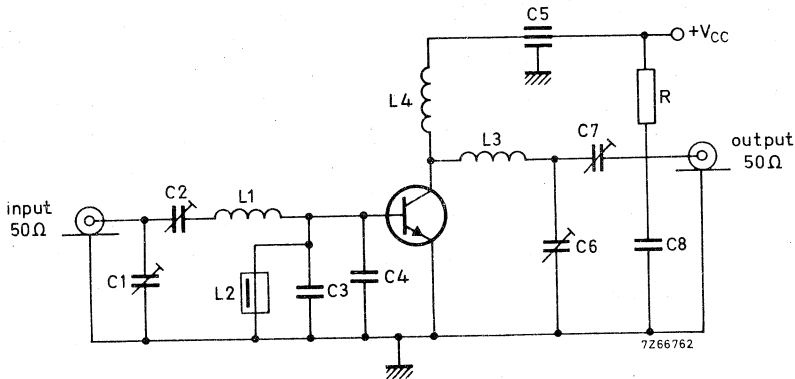 C5
+VCC
L4
R
L3
C7
output
50Ω
input
50Ω
C2
L1
C1
L2
C3
C4
C6
C8
7Z66762